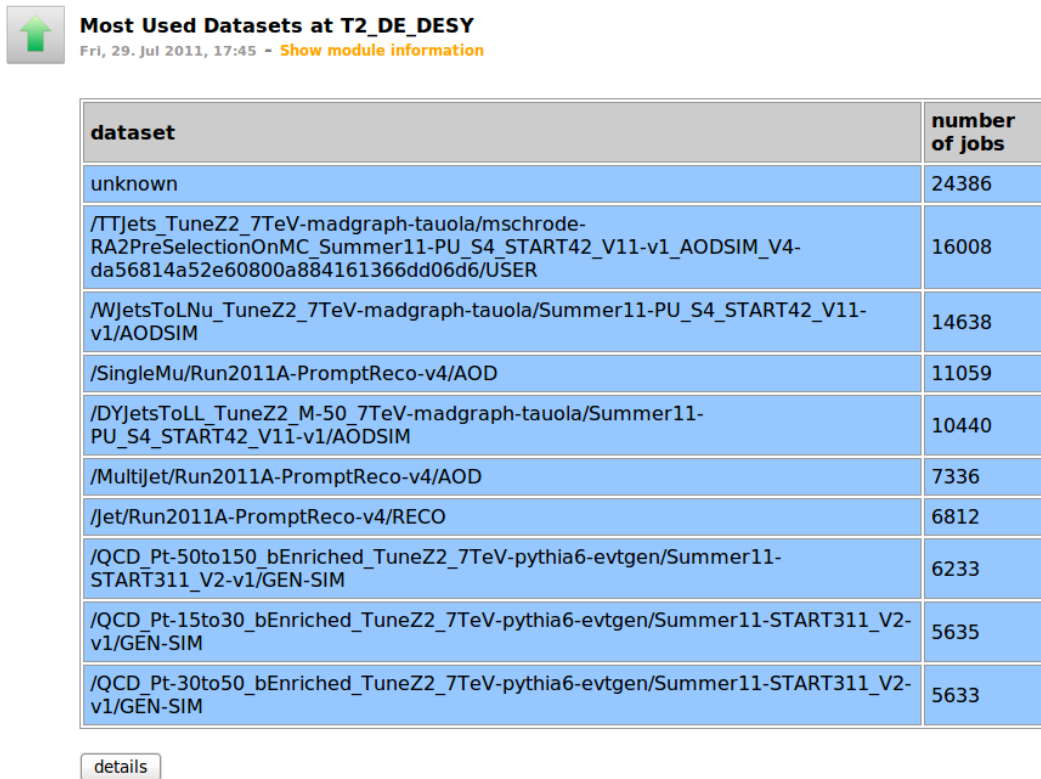 Most Used Datasets at T2_DE_DESY
Fri, 29. Jul 2011, 17:45 – Show module information
dataset
number
of jobs
unknown
24386
/TTJets_TuneZ2_7TeV-madgraph-tauola/mschrode-
RA2PreSelectionOnMC_Summer11-PU_S4_START42_V11-v1_AODSIM_V4-
da56814a52e60800a884161366dd06d6/USER
16008
/WJetsToLNu_TuneZ2_7TeV-madgraph-tauola/Summer11-PU_S4_START42_V11-
v1/AODSIM
14638
/SingleMu/Run2011A-PromptReco-v4/AOD
11059
/DYJetsToLL_TuneZ2_M-50_7TeV-madgraph-tauola/Summer11-
PU_S4_START42_V11-v1/AODSIM
10440
/MultiJet/Run2011A-PromptReco-v4/AOD
7336
/Jet/Run2011A-PromptReco-v4/RECO
6812
/QCD_Pt-50to150_bEnriched_TuneZ2_7TeV-pythia6-evtgen/Summer11-
START311_V2-v1/GEN-SIM
6233
/QCD_Pt-15to30_bEnriched_TuneZ2_7TeV-pythia6-evtgen/Summer11-START311_V2-
v1/GEN-SIM
5635
/QCD_Pt-30to50_bEnriched_TuneZ2_7TeV-pythia6-evtgen/Summer11-START311_V2-
v1/GEN-SIM
5633
details